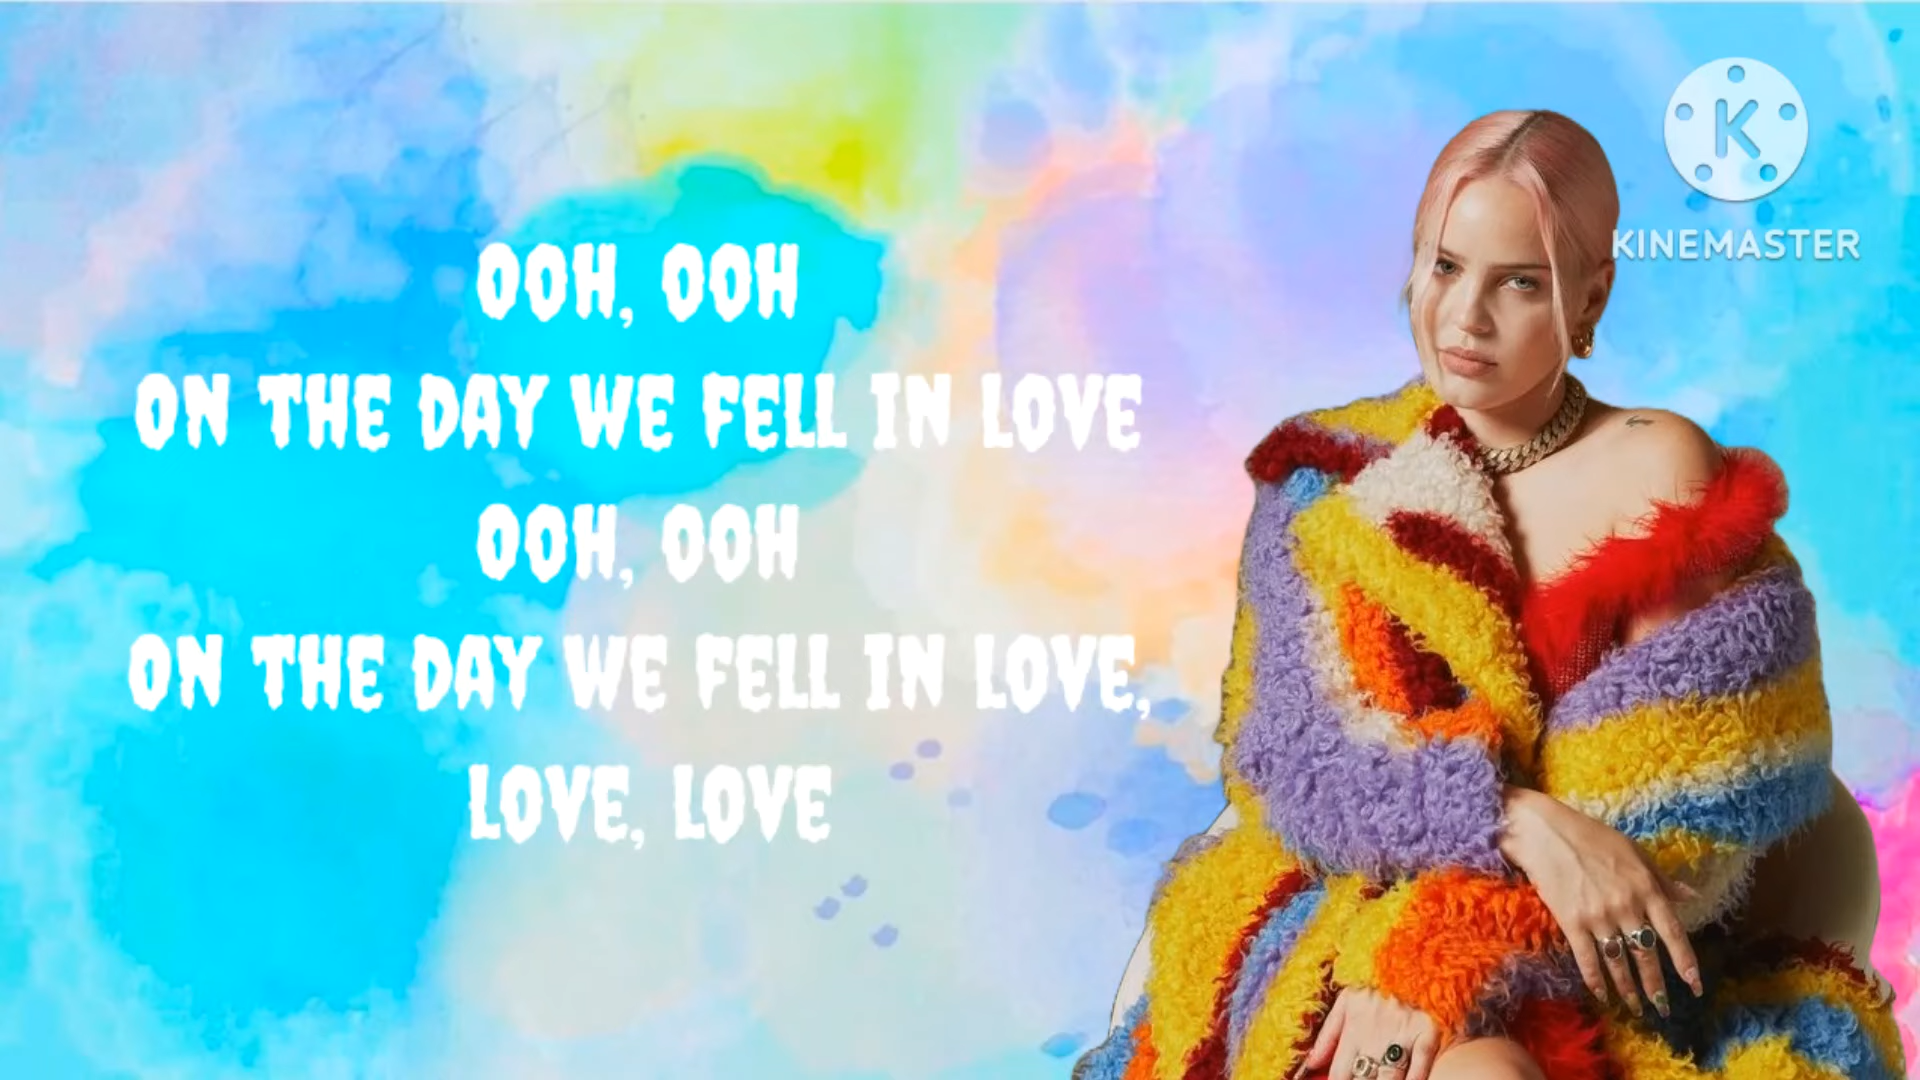 OOH, OOH
ON THE DAY WE FELL IN LOVE
OOH, OOH
ON THE DAY WE FELL IN LOVE,
LOVE, LOVE
K
KINEMASTER